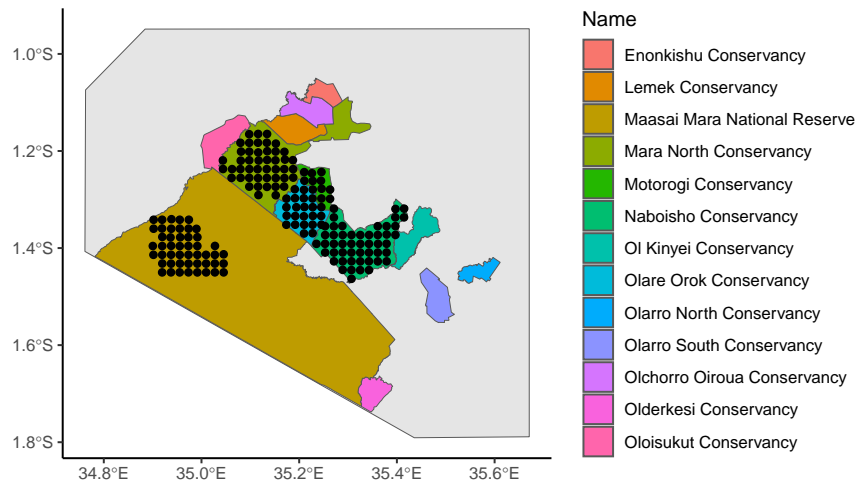 Name
Enonkishu Conservancy
Lemek Conservancy
Maasai Mara National Reserve
Mara North Conservancy
Motorogi Conservancy
Naboisho Conservancy
Ol Kinyei Conservancy
Olare Orok Conservancy
Olarro North Conservancy
Olarro South Conservancy
Olchorro Oiroua Conservancy
Olderkesi Conservancy
Oloisukut Conservancy
1.0°S
1.2°S
1.4°S
1.6°S
1.8°S
34.8°E 35.0°E 35.2°E 35.4°E 35.6°E